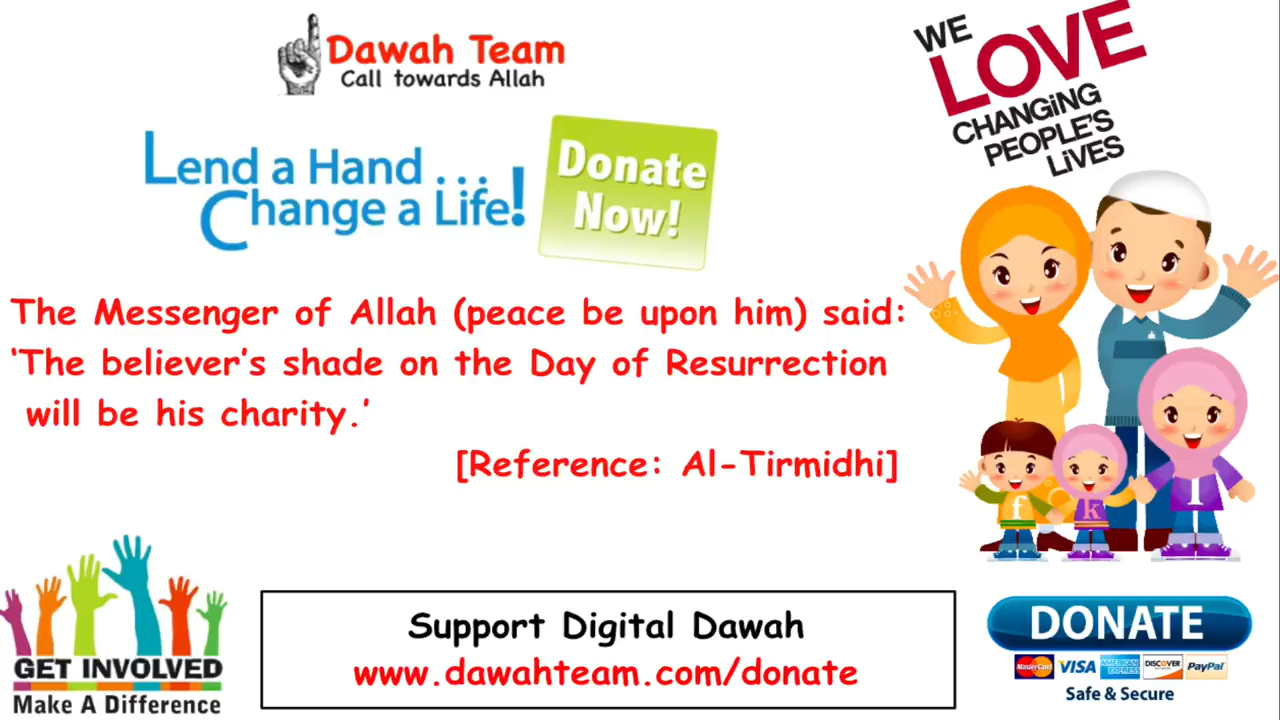 Dawah Team
Call towards Allah
WE
LOVE
CHANGiNG
PEOPLE'S
LiVES
Lend a Hand . . .
Change a Life!
Donate
Now!
The Messenger of Allah (peace be upon him) said:
‘The believer’s shade on the Day of Resurrection
will be his charity.’
[Reference: Al-Tirmidhi]
f
k
l
GET INVOLVED
Make A Difference
Support Digital Dawah
www.dawahteam.com/donate
DONATE
MasterCard VISA AMERICAN EXPRESS DISCOVER PayPal
Safe & Secure